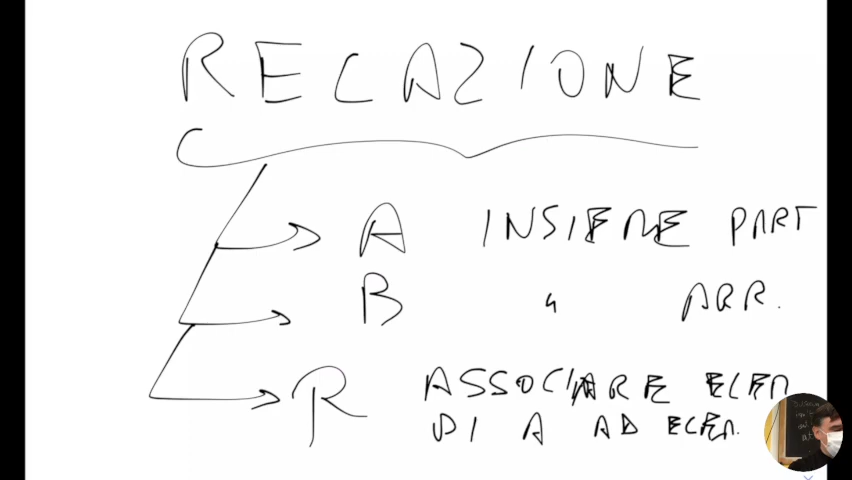 RELAZIONE
A INSIEME PART
B " ARR.
R ASSOCIARE ELEM
DI A AD ELEM.